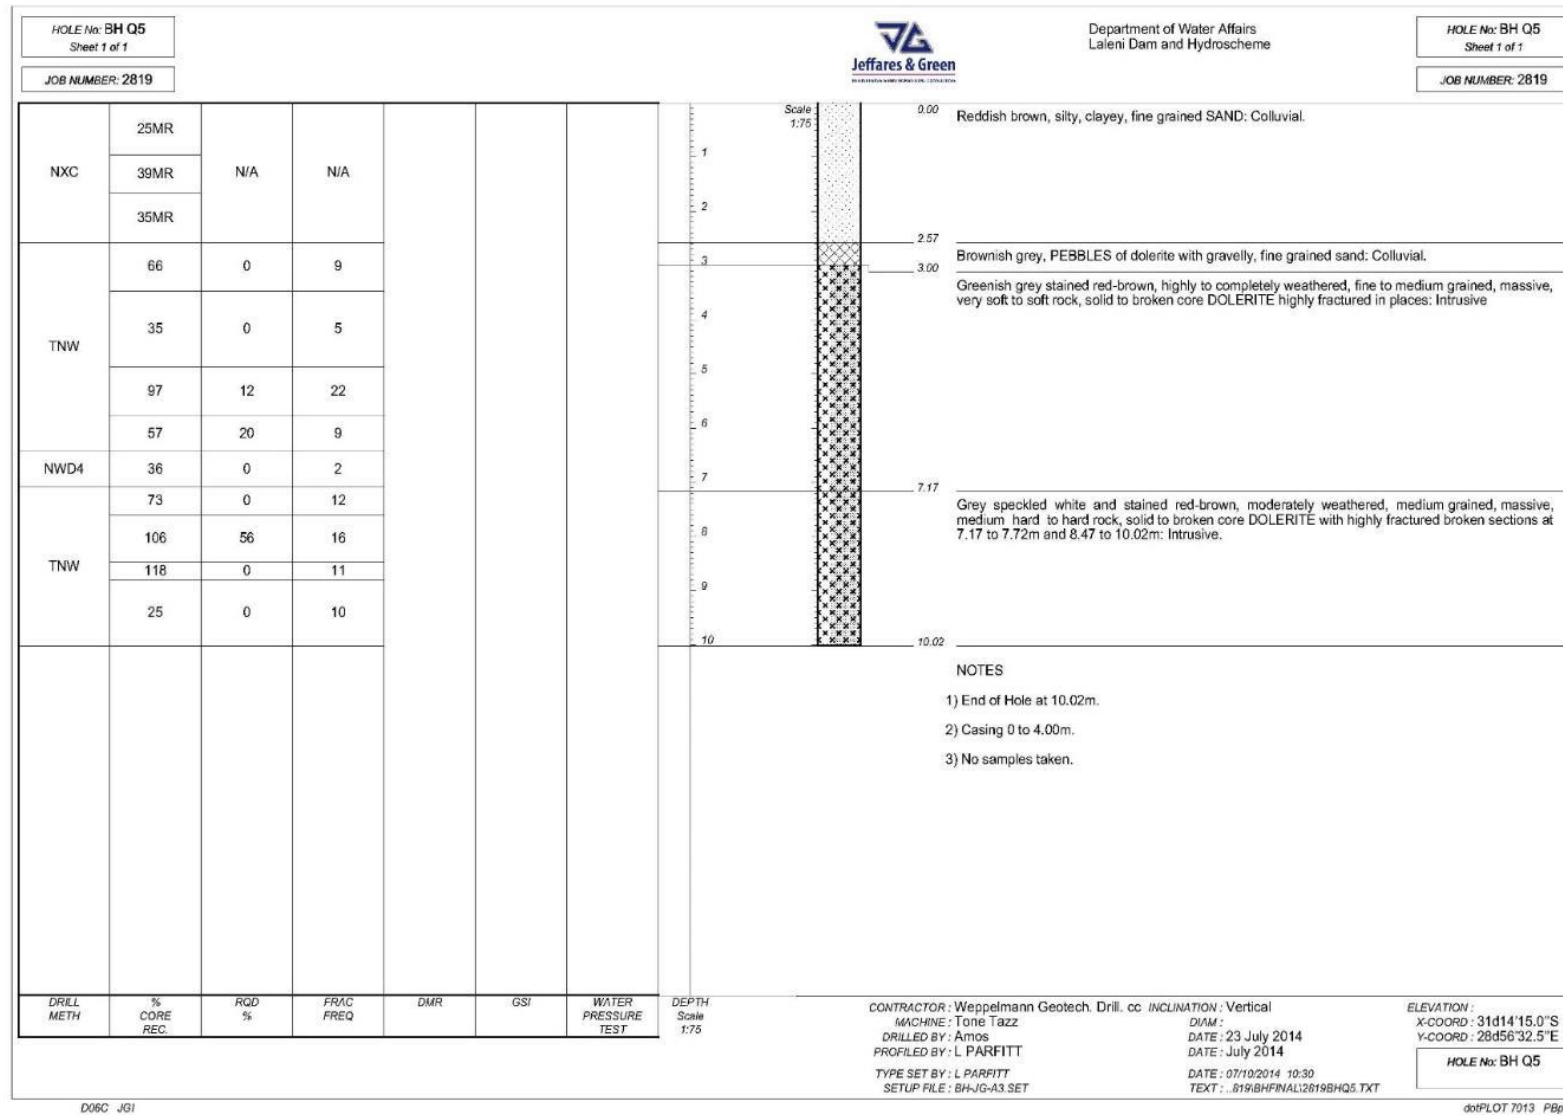 HOLE No: BH Q5
Sheet 1 of 1
JOB NUMBER: 2819
JG
Jeffares & Green
Department of Water Affairs
Laleni Dam and Hydroscheme
HOLE No: BH Q5
Sheet 1 of 1
JOB NUMBER: 2819
NXC
25MR
39MR
35MR
N/A
N/A
TNW
66 0 9
35 0 5
97 12 22
57 20 9
NWD4 36 0 2
TNW
73 0 12
106 56 16
118 0 11
25 0 10
Scale
1:75
1
2
3
4
5
6
7
8
9
10
0.00 Reddish brown, silty, clayey, fine grained SAND: Colluvial.
2.57
Brownish grey, PEBBLES of dolerite with gravelly, fine grained sand: Colluvial.
3.00
Greenish grey stained red-brown, highly to completely weathered, fine to medium grained, massive,
very soft to soft rock, solid to broken core DOLERITE highly fractured in places: Intrusive
7.17
Grey speckled white and stained red-brown, moderately weathered, medium grained, massive,
medium hard to hard rock, solid to broken core DOLERITE with highly fractured broken sections at
7.17 to 7.72m and 8.47 to 10.02m: Intrusive.
10.02
NOTES
1) End of Hole at 10.02m.
2) Casing 0 to 4.00m.
3) No samples taken.
DRILL
METH
%
CORE
REC.
RQD
%
FRAC
FREQ
DMR
GSI
WATER
PRESSURE
TEST
DEPTH
Scale
1:75
CONTRACTOR : Weppelmann Geotech. Drill. cc
MACHINE : Tone Tazz
DRILLED BY : Amos
PROFILED BY : L PARFITT
TYPE SET BY : L PARFITT
SETUP FILE : BH-JG-A3.SET
INCLINATION : Vertical
DIAM :
DATE : 23 July 2014
DATE : July 2014
DATE : 07/10/2014 10:30
TEXT : ..819\BHFINAL\2819BHQ5.TXT
ELEVATION :
X-COORD : 31d14'15.0"S
Y-COORD : 28d56'32.5"E
HOLE No: BH Q5
D06C JGI
dotPLOT 7013 PBp